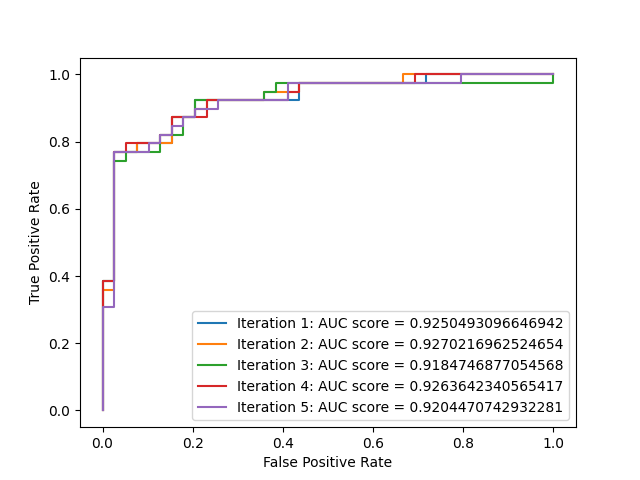 1.0
0.8
0.6
0.4
0.2
0.0
True Positive Rate
Iteration 1: AUC score = 0.9250493096646942
Iteration 2: AUC score = 0.9270216962524654
Iteration 3: AUC score = 0.9184746877054568
Iteration 4: AUC score = 0.9263642340565417
Iteration 5: AUC score = 0.9204470742932281
0.0 0.2 0.4 0.6 0.8 1.0
False Positive Rate